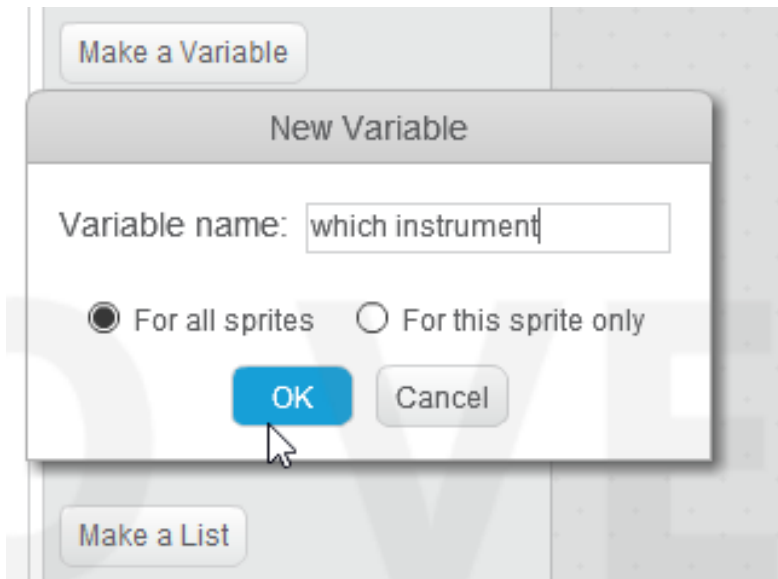 Make a Variable
New Variable
Variable name: which instrument
For all sprites For this sprite only
OK Cancel
Make a List